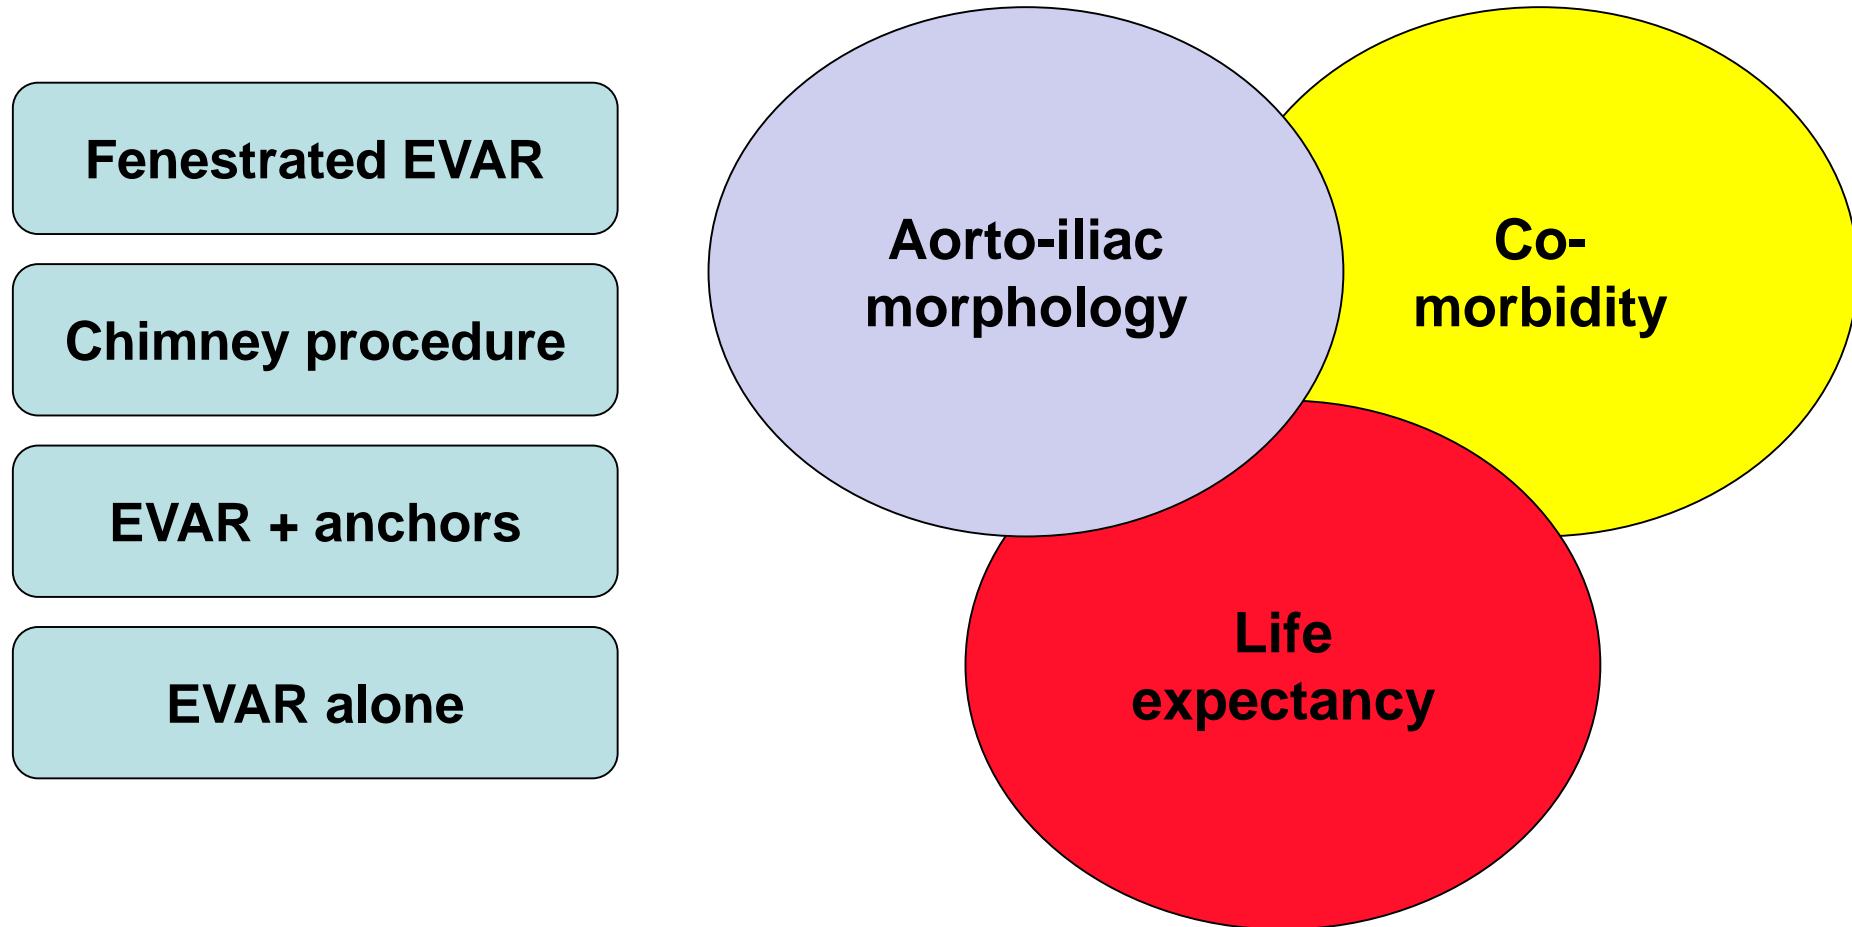 Fenestrated EVAR
Chimney procedure
EVAR + anchors
EVAR alone
Aorto-iliac
morphology
Co-
morbidity
Life
expectancy